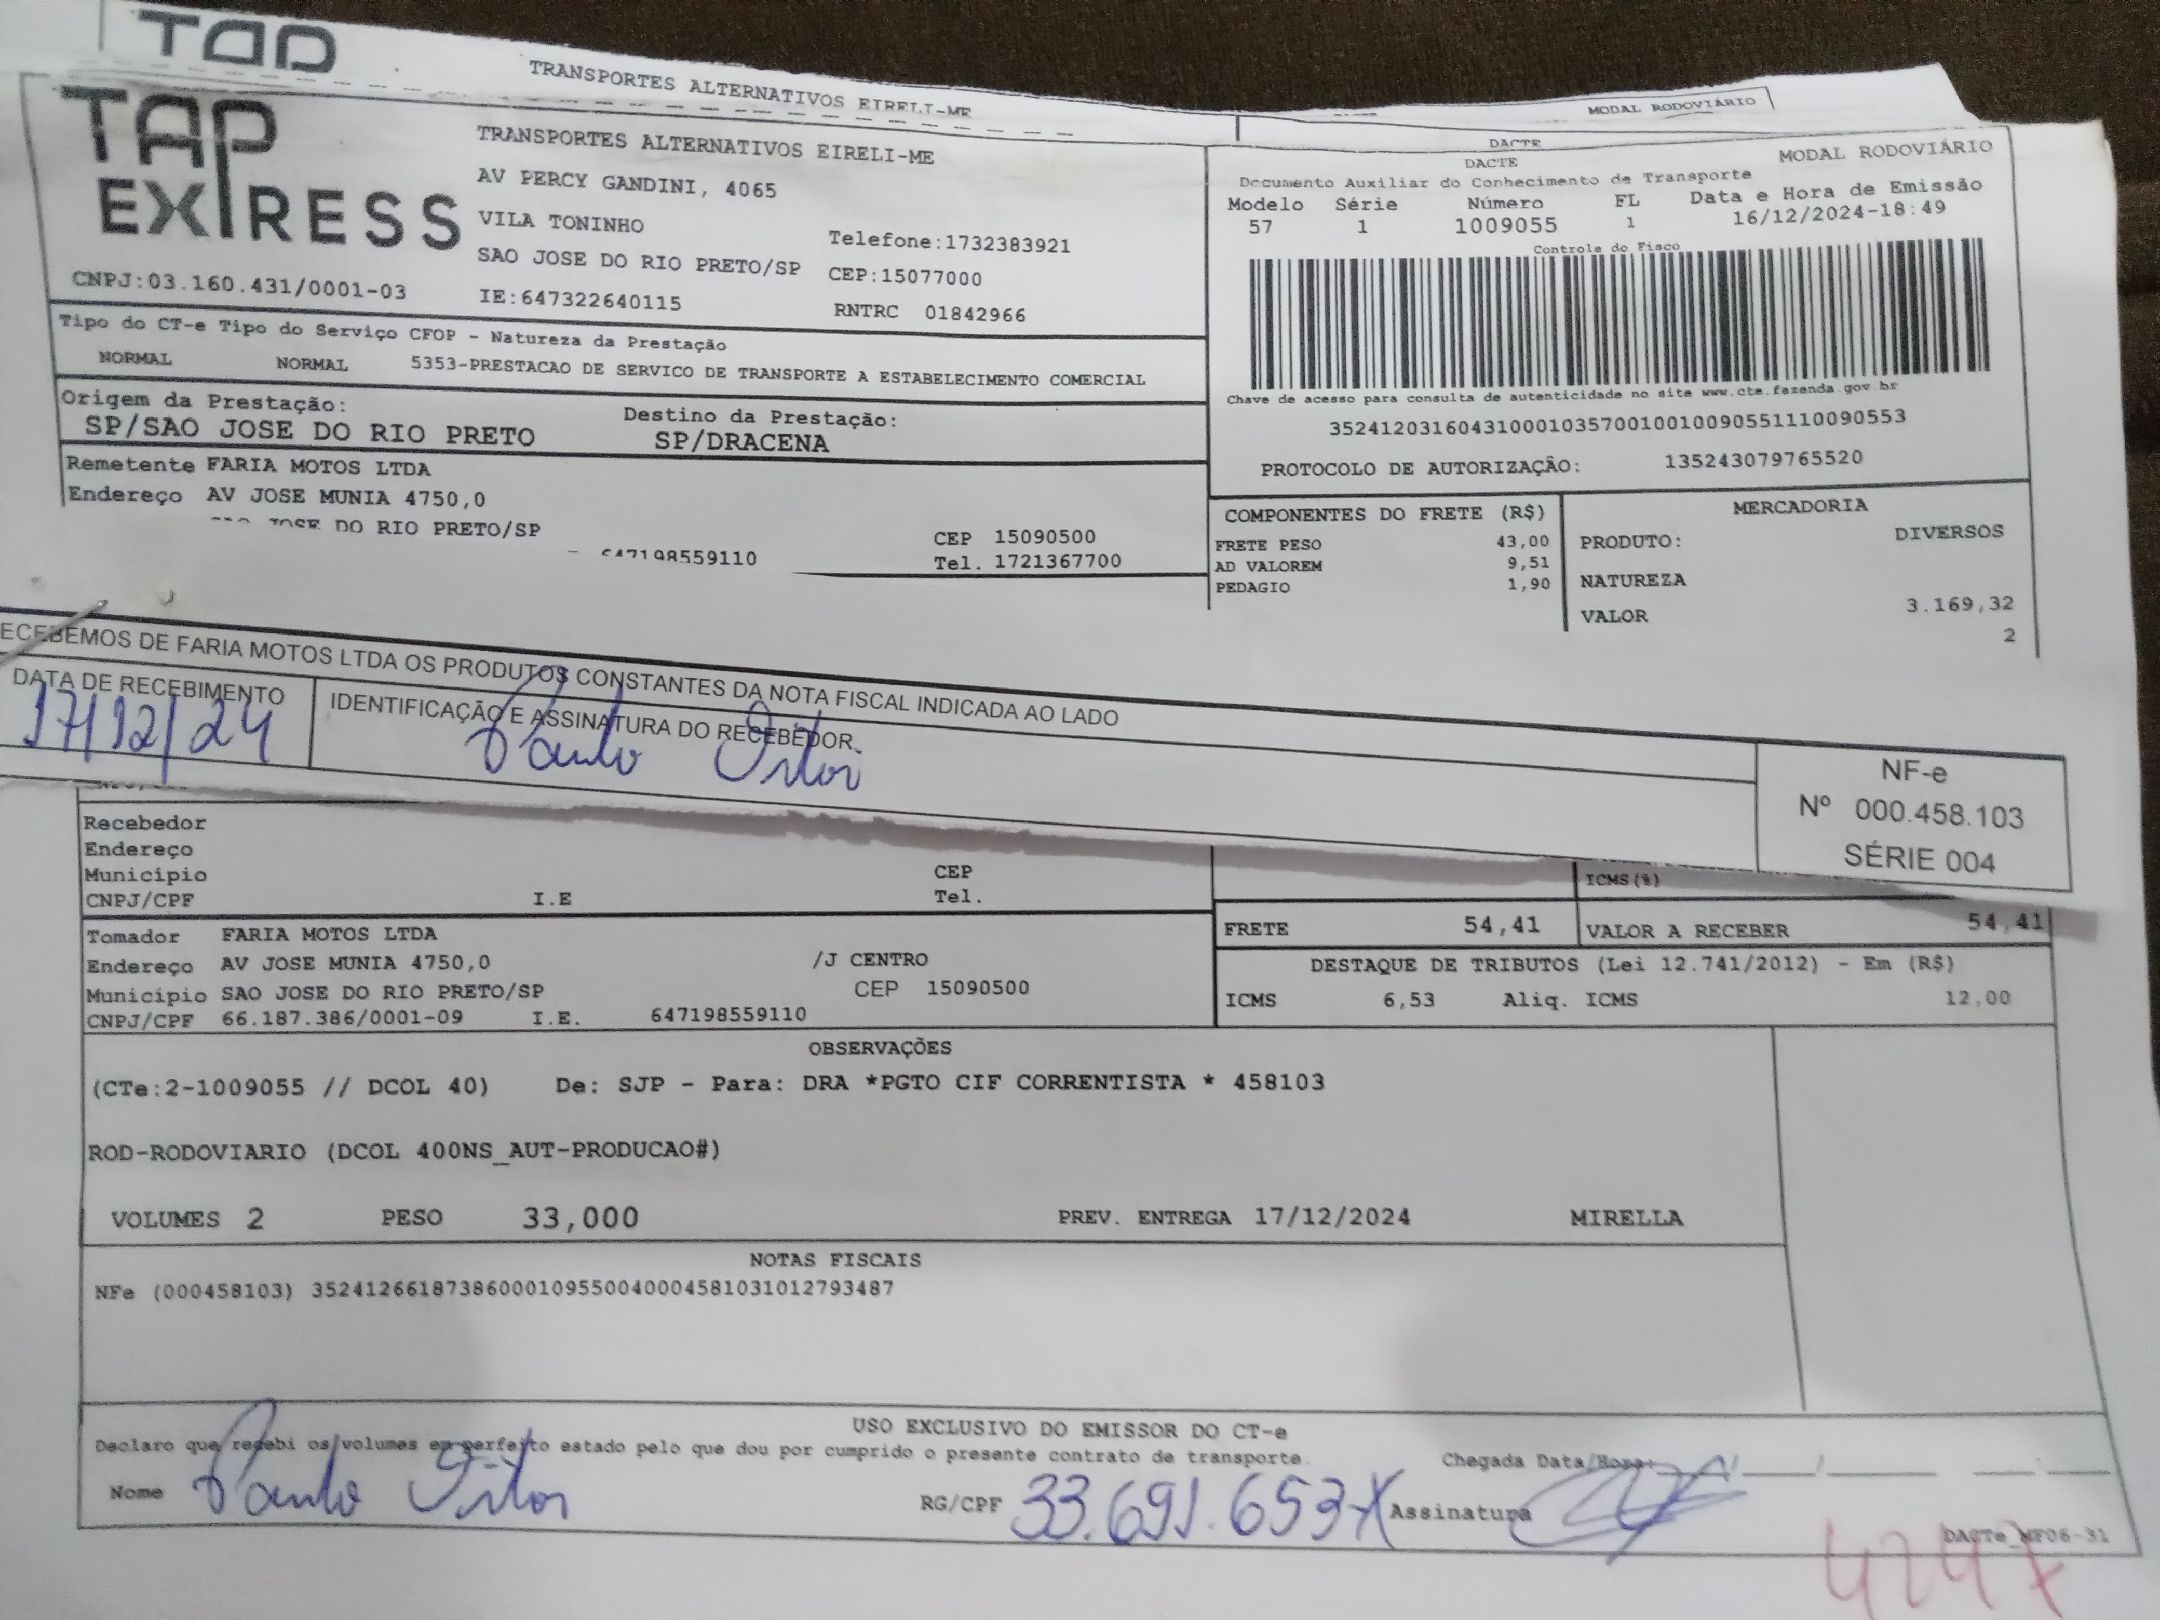 TAP
TRANSPORTES ALTERNATIVOS EIRELI-ME
MODAL RODOVIÁRIO
DACTE
TAP EXPRESS
CNPJ:03.160.431/0001-03
TRANSPORTES ALTERNATIVOS EIRELI-ME
AV PERCY GANDINI, 4065
VILA TONINHO
Telefone:1732383921
SAO JOSE DO RIO PRETO/SP CEP:15077000
IE:647322640115 RNTRC 01842966
DACTE MODAL RODOVIÁRIO
Documento Auxiliar do Conhecimento de Transporte
Modelo Série Número FL Data e Hora de Emissão
57 1 1009055 1 16/12/2024-18:49
Controle do Fisco
Chave de acesso para consulta de autenticidade no site www.cte.fazenda.gov.br
35241203160431000103570010010090551110090553
PROTOCOLO DE AUTORIZAÇÂO: 135243079765520
Tipo do CT-e Tipo do Serviço CFOP - Natureza da Prestação
NORMAL NORMAL 5353-PRESTACAO DE SERVICO DE TRANSPORTE A ESTABELECIMENTO COMERCIAL
Origem da Prestação: Destino da Prestação:
SP/SAO JOSE DO RIO PRETO SP/DRACENA
Remetente FARIA MOTOS LTDA
Endereço AV JOSE MUNIA 4750,0
JOSE DO RIO PRETO/SP CEP 15090500
647198559110 Tel. 1721367700
COMPONENTES DO FRETE (R$)
FRETE PESO 43,00
AD VALOREM 9,51
PEDAGIO 1,90
MERCADORIA
PRODUTO: DIVERSOS
NATUREZA
VALOR 3.169,32
2
ECEBEMOS DE FARIA MOTOS LTDA OS PRODUTOS CONSTANTES DA NOTA FISCAL INDICADA AO LADO
DATA DE RECEBIMENTO IDENTIFICAÇÃO E ASSINATURA DO RECEBEDOR
17/12/24 Paulo Vitor
NF-e
Nº 000.458.103
SÉRIE 004
Recebedor
Endereço
Município CEP
CNPJ/CPF I.E Tel.
ICMS(%)
FRETE 54,41 VALOR A RECEBER 54,41
Tomador FARIA MOTOS LTDA
Endereço AV JOSE MUNIA 4750,0 /J CENTRO
Município SAO JOSE DO RIO PRETO/SP CEP 15090500
CNPJ/CPF 66.187.386/0001-09 I.E. 647198559110
DESTAQUE DE TRIBUTOS (Lei 12.741/2012) - Em (R$)
ICMS 6,53 Aliq. ICMS 12,00
OBSERVAÇÕES
(CTe:2-1009055 // DCOL 40) De: SJP - Para: DRA *PGTO CIF CORRENTISTA * 458103
ROD-RODOVIARIO (DCOL 400NS_AUT-PRODUCAO#)
VOLUMES 2 PESO 33,000 PREV. ENTREGA 17/12/2024 MIRELLA
NOTAS FISCAIS
NFe (000458103) 35241266187386000109550040004581031012793487
USO EXCLUSIVO DO EMISSOR DO CT-e
Declaro que recebi os volumes em perfeito estado pelo que dou por cumprido o presente contrato de transporte.
Chegada Data/Hora:
Nome Paulo Vitor RG/CPF 33.691.653-X Assinatura
DACTe_MF06-31